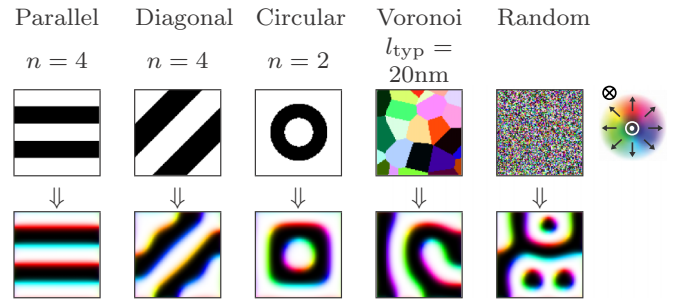 Parallel Diagonal Circular Voronoi Random
n = 4 n = 4 n = 2 l_typ =
20nm